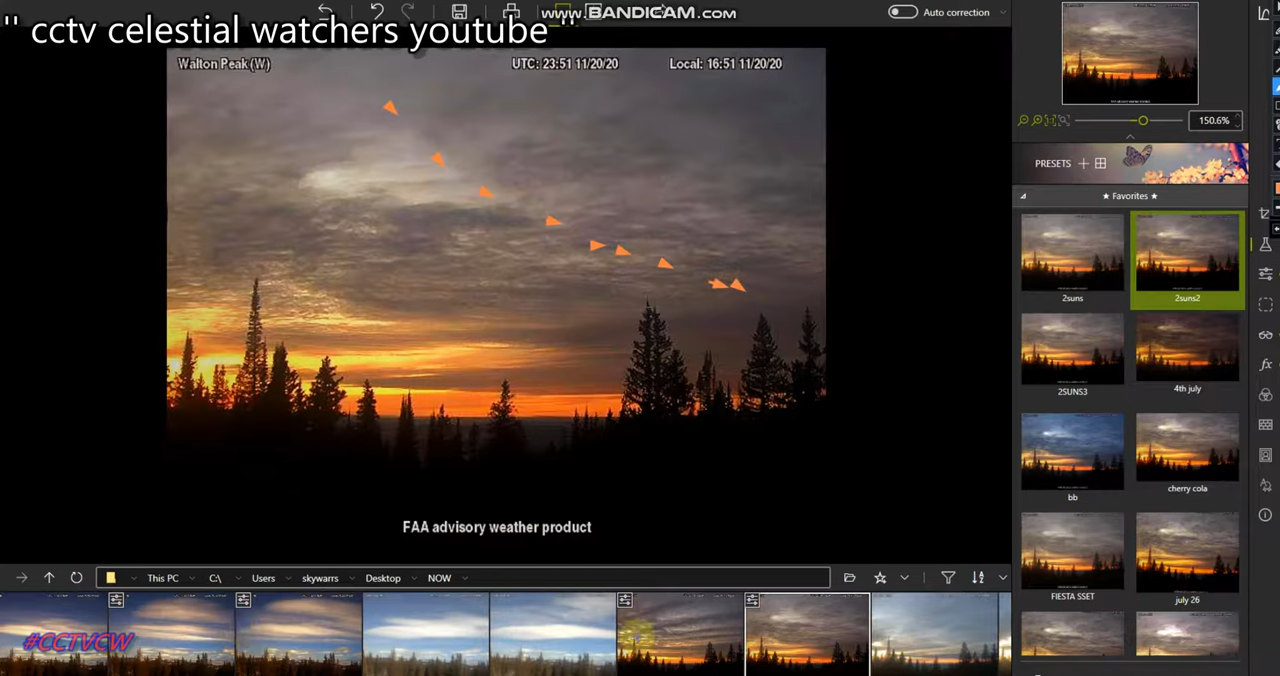 www.BANDICAM.com
Auto correction
" cctv celestial watchers youtube "
Walton Peak (W)
UTC: 23:51 11/20/20
Local: 16:51 11/20/20
150.6%
PRESETS
★ Favorites ★
2suns
2suns2
2SUNS3
4th july
bb
cherry cola
FIESTA SSET
july 26
FAA advisory weather product
This PC
C:\
Users
skywarrs
Desktop
NOW
#CCTVCW